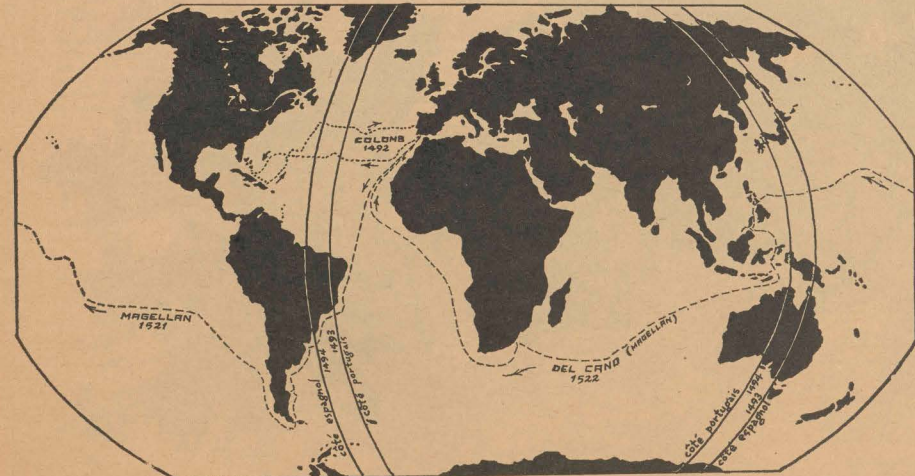 COLOMB
1492
MAGELLAN
1521
DEL CANO (MAGELLAN)
1522
1494
côté espagnol
1493
côté portugais
1494
côté portugais
1493
côté espagnol